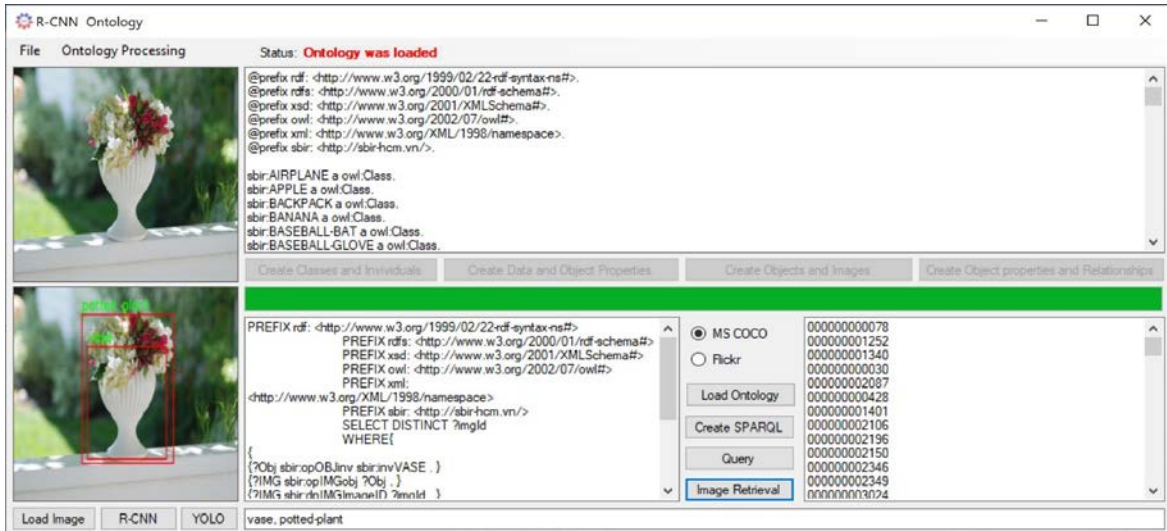 R-CNN Ontology
File Ontology Processing
Status: Ontology was loaded
@prefix rdf: <http://www.w3.org/1999/02/22-rdf-syntax-ns#>.
@prefix rdfs: <http://www.w3.org/2000/01/rdf-schema#>.
@prefix xsd: <http://www.w3.org/2001/XMLSchema#>.
@prefix owl: <http://www.w3.org/2002/07/owl#>.
@prefix xml: <http://www.w3.org/XML/1998/namespace>.
@prefix sbir: <http://sbir-hcm.vn/>.
sbir:AIRPLANE a owl:Class.
sbir:APPLE a owl:Class.
sbir:BACKPACK a owl:Class.
sbir:BANANA a owl:Class.
sbir:BASEBALL-BAT a owl:Class.
sbir:BASEBALL-GLOVE a owl:Class.
Create Classes and Invividuals
Create Data and Object Properties
Create Objects and Images
Create Object properties and Relationships
potted-plant
PREFIX rdf: <http://www.w3.org/1999/02/22-rdf-syntax-ns#>
PREFIX rdfs: <http://www.w3.org/2000/01/rdf-schema#>
PREFIX xsd: <http://www.w3.org/2001/XMLSchema#>
PREFIX owl: <http://www.w3.org/2002/07/owl#>
PREFIX xml:
<http://www.w3.org/XML/1998/namespace>
PREFIX sbir: <http://sbir-hcm.vn/>
SELECT DISTINCT ?imgId
WHERE{
{
{?Obj sbir:opOBJinv sbir:invVASE . }
{?IMG sbir:opIMGobj ?Obj . }
{?IMG sbir:dpIMGImageID ?imgId . }
MS COCO
Flickr
Load Ontology
Create SPARQL
Query
Image Retrieval
000000000078
000000001252
000000001340
000000000030
000000002087
000000000428
000000001401
000000002106
000000002196
000000002150
000000002346
000000002349
000000003024
Load Image
R-CNN
YOLO
vase, potted-plant